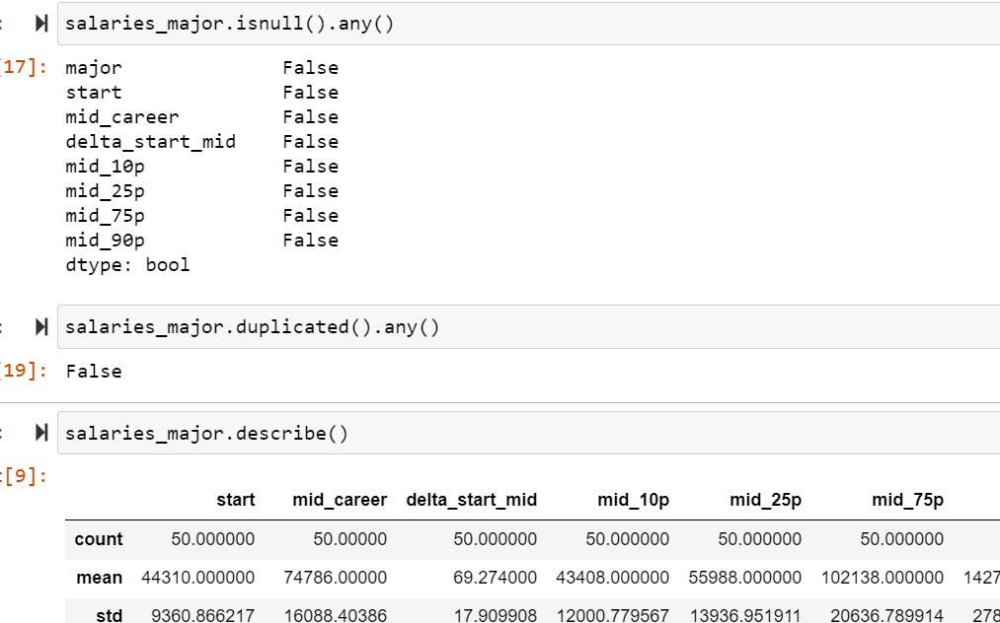 salaries_major.isnull().any()
[17]:
major False
start False
mid_career False
delta_start_mid False
mid_10p False
mid_25p False
mid_75p False
mid_90p False
dtype: bool
salaries_major.duplicated().any()
[19]: False
salaries_major.describe()
[9]:
start mid_career delta_start_mid mid_10p mid_25p mid_75p
count 50.000000 50.00000 50.000000 50.000000 50.000000 50.000000
mean 44310.000000 74786.00000 69.274000 43408.000000 55988.000000 102138.000000 1427
std 9360.866217 16088.40386 17.909908 12000.779567 13936.951911 20636.789914 278